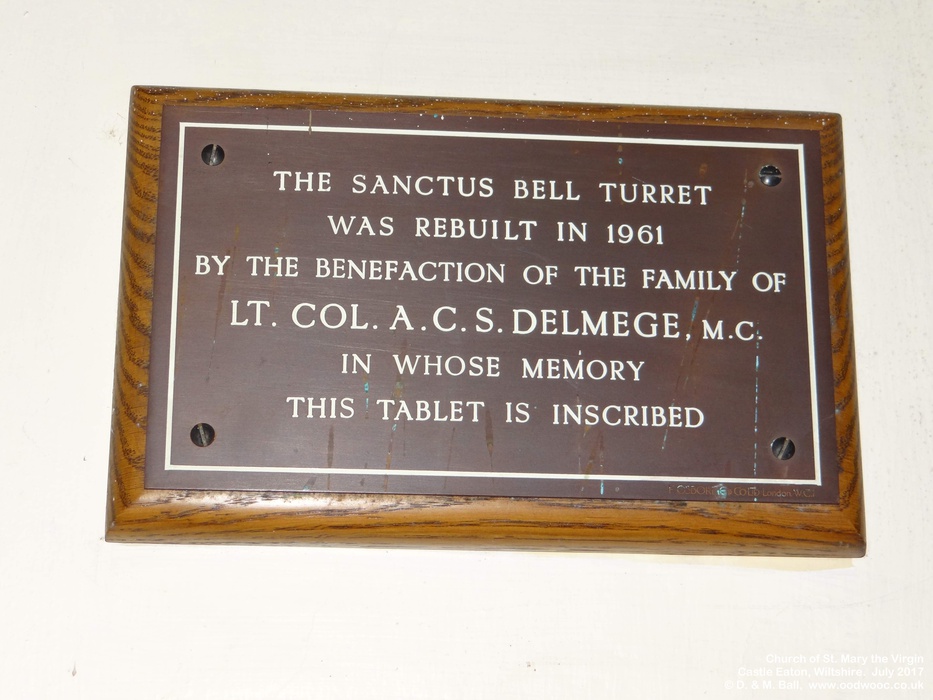 THE SANCTUS BELL TURRET
WAS REBUILT IN 1961
BY THE BENEFACTION OF THE FAMILY OF
LT. COL. A.C.S. DELMEGE, M.C.
IN WHOSE MEMORY
THIS TABLET IS INSCRIBED
London
Church of St. Mary the Virgin
Castle Eaton, Wiltshire. July 2017
© D. & M. Ball, www.oodwooc.co.uk